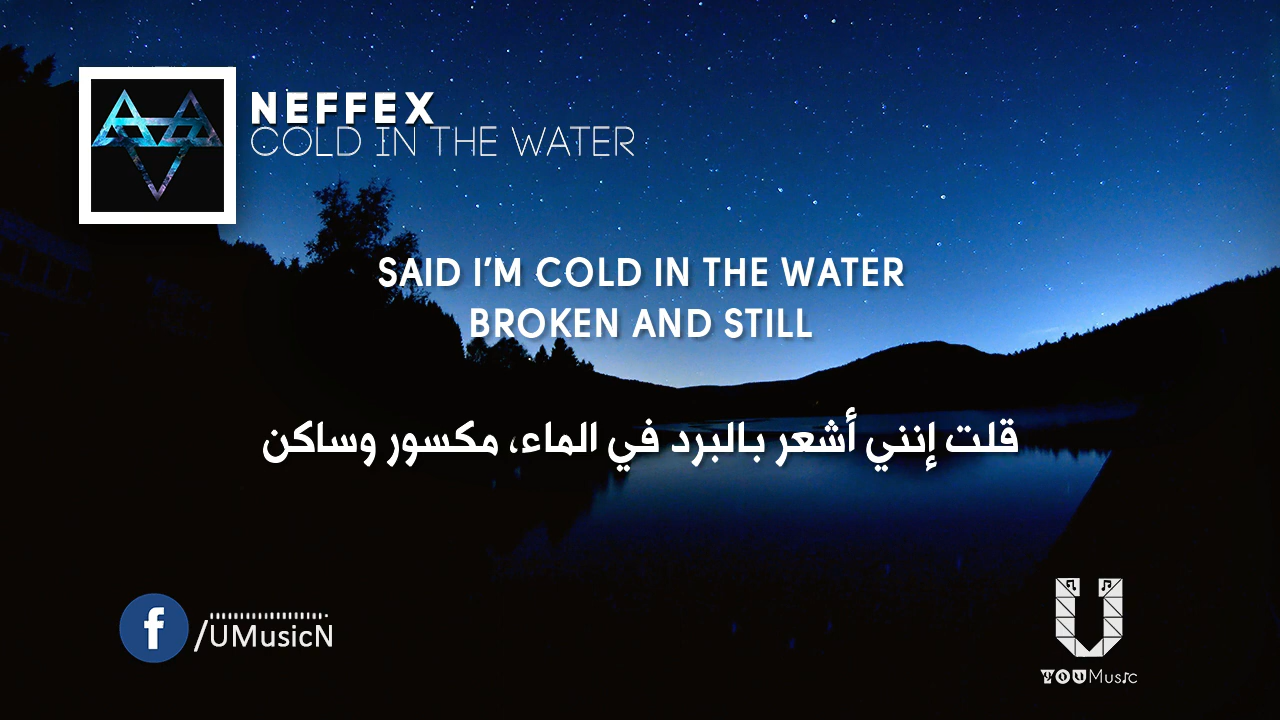 NEFFEX
COLD IN THE WATER
SAID I'M COLD IN THE WATER
BROKEN AND STILL
قلت إنني أشعر بالبرد في الماء، مكسور وساكن
f /UMusicN
U
YOUMusic